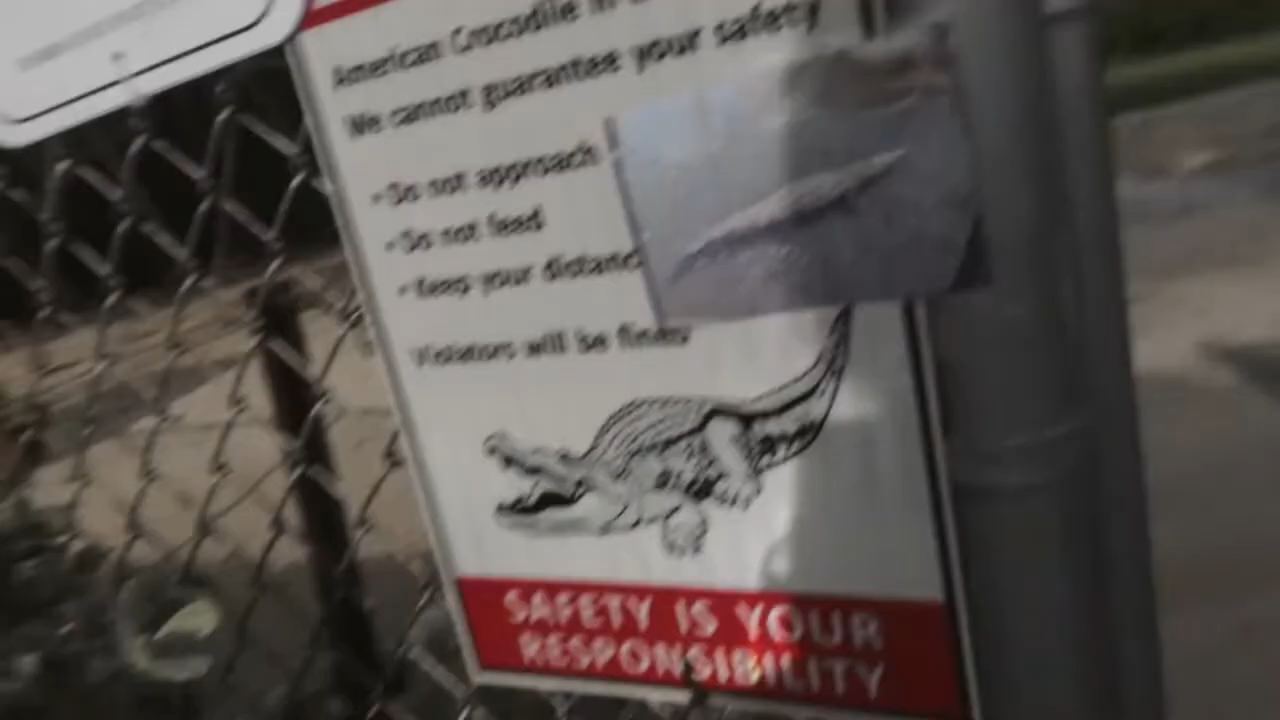 American Crocodile in
We cannot guarantee your safety
• Do not approach
• Do not feed
• Keep your distanc
Violators will be fined
SAFETY IS YOUR
RESPONSIBILITY